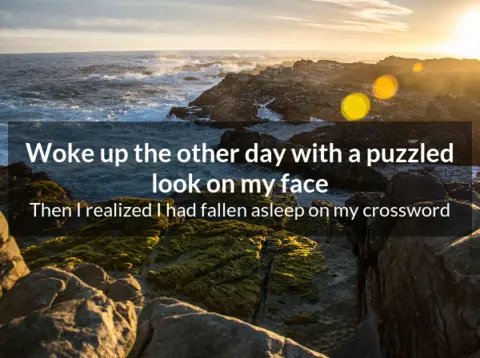 Woke up the other day with a puzzled
look on my face
Then I realized I had fallen asleep on my crossword